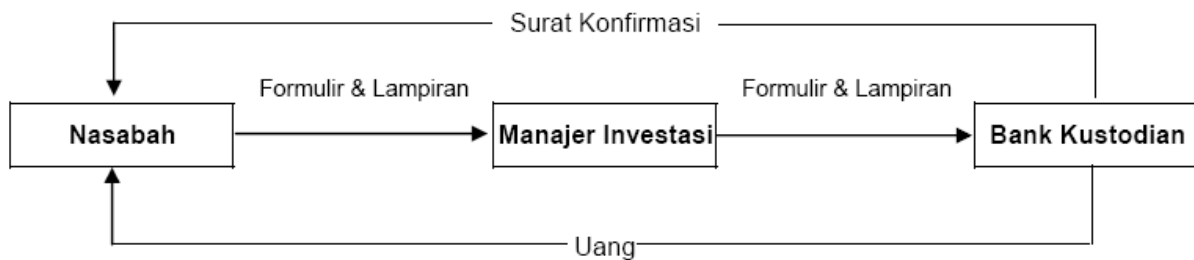 Surat Konfirmasi
Formulir & Lampiran
Formulir & Lampiran
Nasabah
Manajer Investasi
Bank Kustodian
Uang